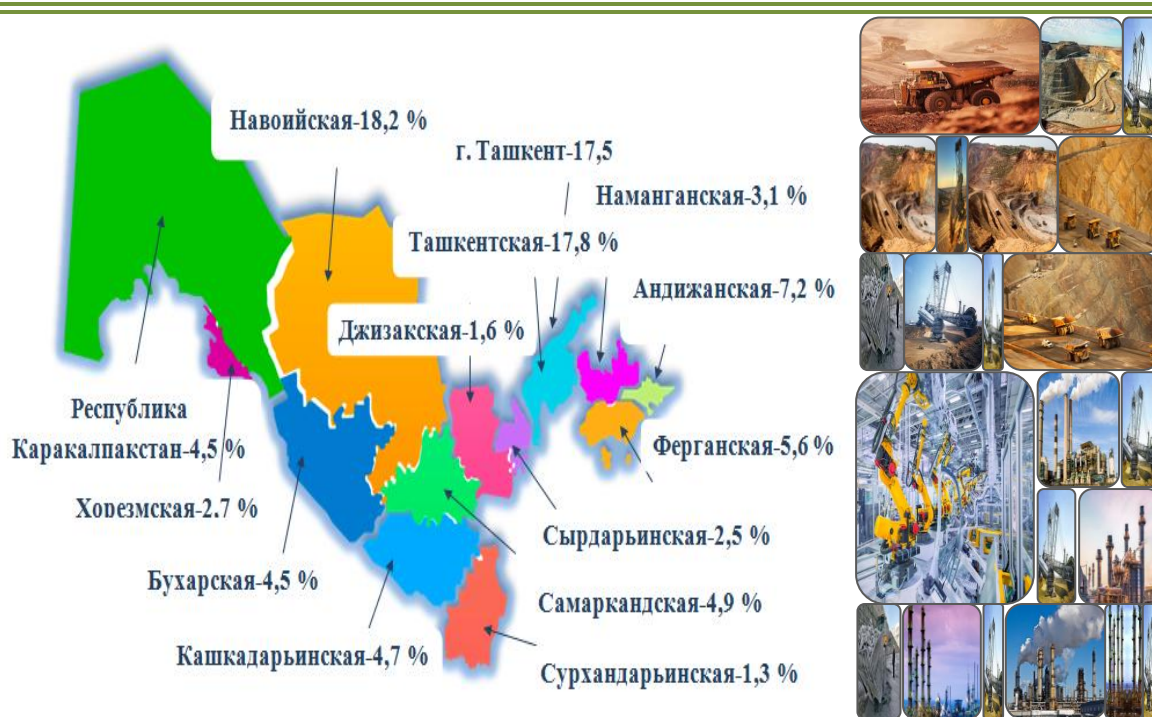 Навоийская-18,2 %
г. Ташкент-17,5
Наманганская-3,1 %
Ташкентская-17,8 %
Андижанская-7,2 %
Джизакская-1,6 %
Республика
Каракалпакстан-4,5 %
Ферганская-5,6 %
Хорезмская-2.7 %
Сырдарьинская-2,5 %
Бухарская-4,5 %
Самаркандская-4,9 %
Кашкадарьинская-4,7 %
Сурхандарьинская-1,3 %